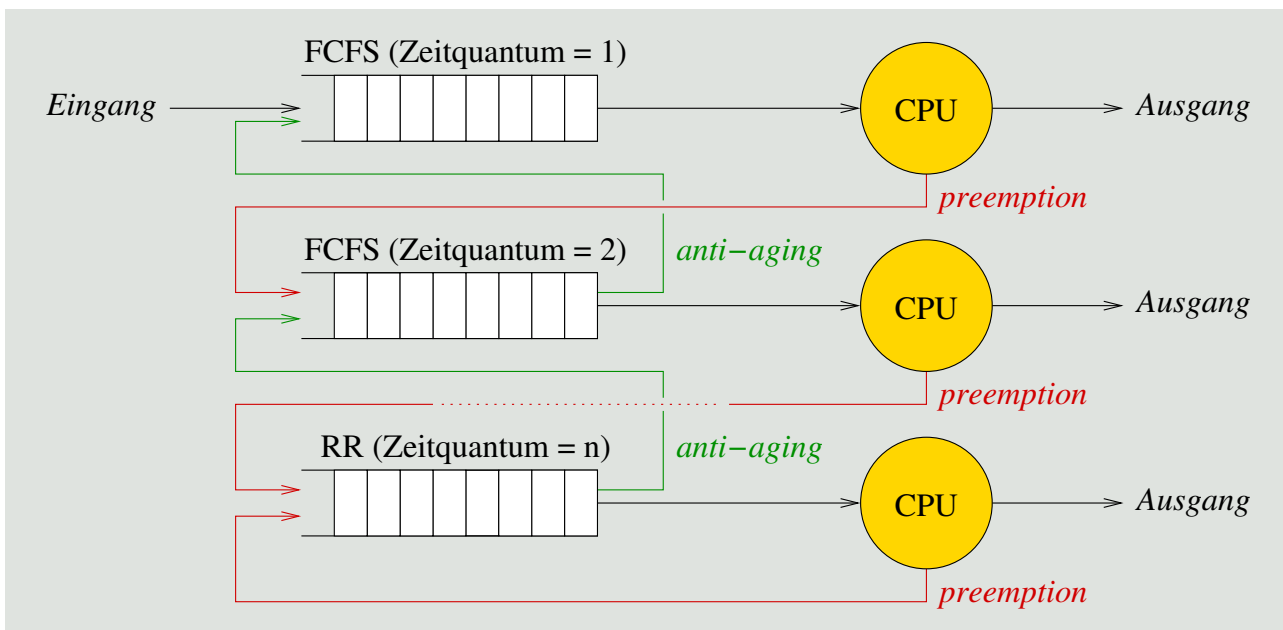 FCFS (Zeitquantum = 1)
Eingang
CPU
Ausgang
preemption
FCFS (Zeitquantum = 2)
anti−aging
CPU
Ausgang
preemption
RR (Zeitquantum = n)
anti−aging
CPU
Ausgang
preemption